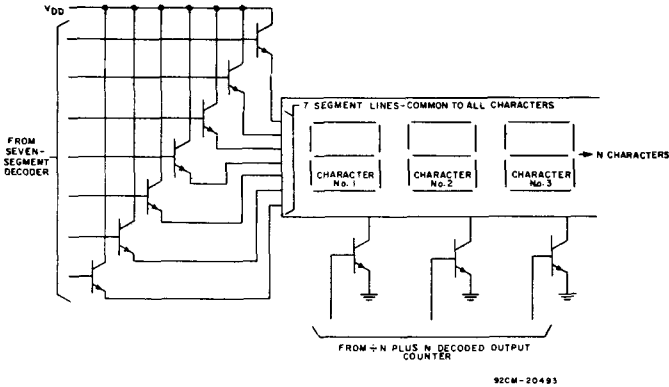 VDD
7 SEGMENT LINES-COMMON TO ALL CHARACTERS
FROM
SEVEN-
SEGMENT
DECODER
CHARACTER
No. 1
CHARACTER
No. 2
CHARACTER
No. 3
N CHARACTERS
FROM ÷ N PLUS N DECODED OUTPUT
COUNTER
92CM-20493